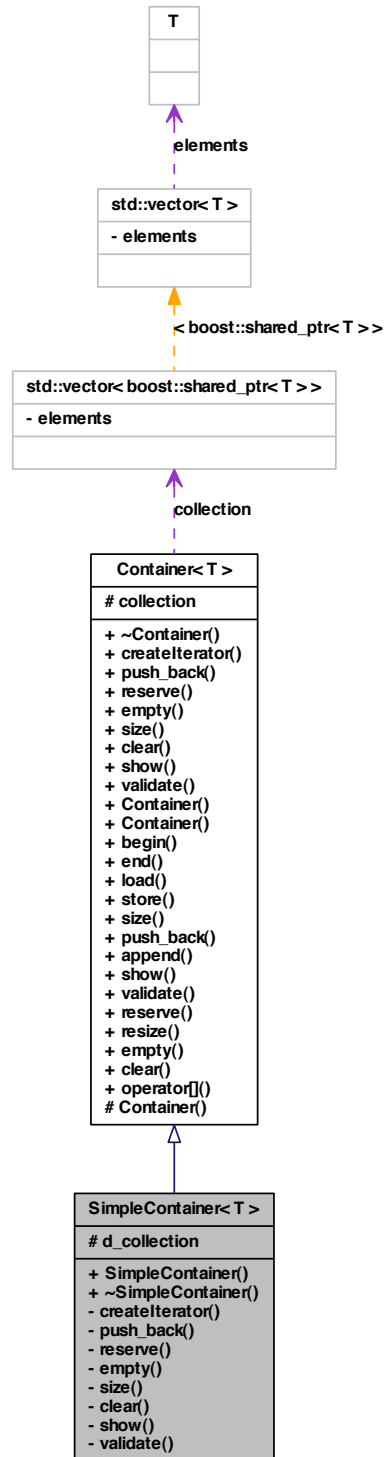 T
elements
std::vector< T >
- elements
< boost::shared_ptr< T > >
std::vector< boost::shared_ptr< T > >
- elements
collection
Container< T >
# collection
+ ~Container()
+ createIterator()
+ push_back()
+ reserve()
+ empty()
+ size()
+ clear()
+ show()
+ validate()
+ Container()
+ Container()
+ begin()
+ end()
+ load()
+ store()
+ size()
+ push_back()
+ append()
+ show()
+ validate()
+ reserve()
+ resize()
+ empty()
+ clear()
+ operator[]()
# Container()
SimpleContainer< T >
# d_collection
+ SimpleContainer()
+ ~SimpleContainer()
- createIterator()
- push_back()
- reserve()
- empty()
- size()
- clear()
- show()
- validate()